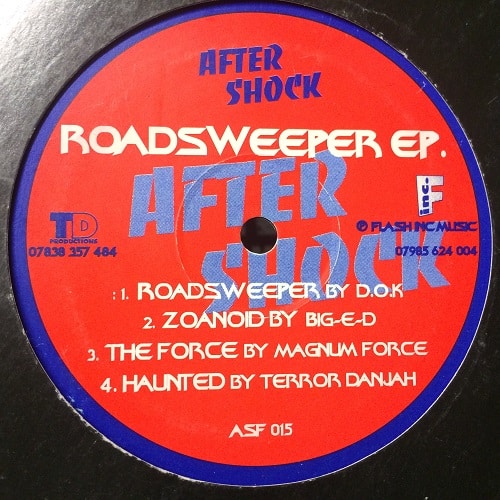 AFTER
SHOCK
ROADSWEEPER EP.
AFTER
SHOCK
TD
PRODUCTIONS
07838 357 484
F
inc.
℗ FLASH INC MUSIC
07985 624 004
:1. ROADSWEEPER BY D.O.K
2. ZOANOID BY BIG-E-D
3. THE FORCE BY MAGNUM FORCE
4. HAUNTED BY TERROR DANJAH
ASF 015